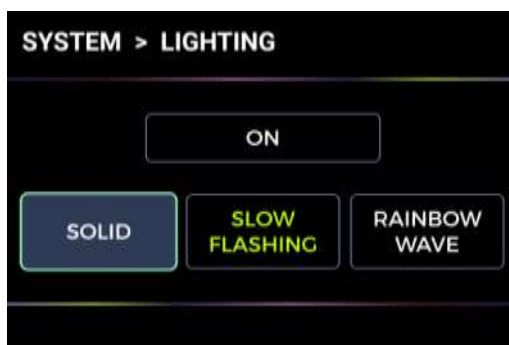 SYSTEM > LIGHTING
ON
SOLID
SLOW
FLASHING
RAINBOW
WAVE